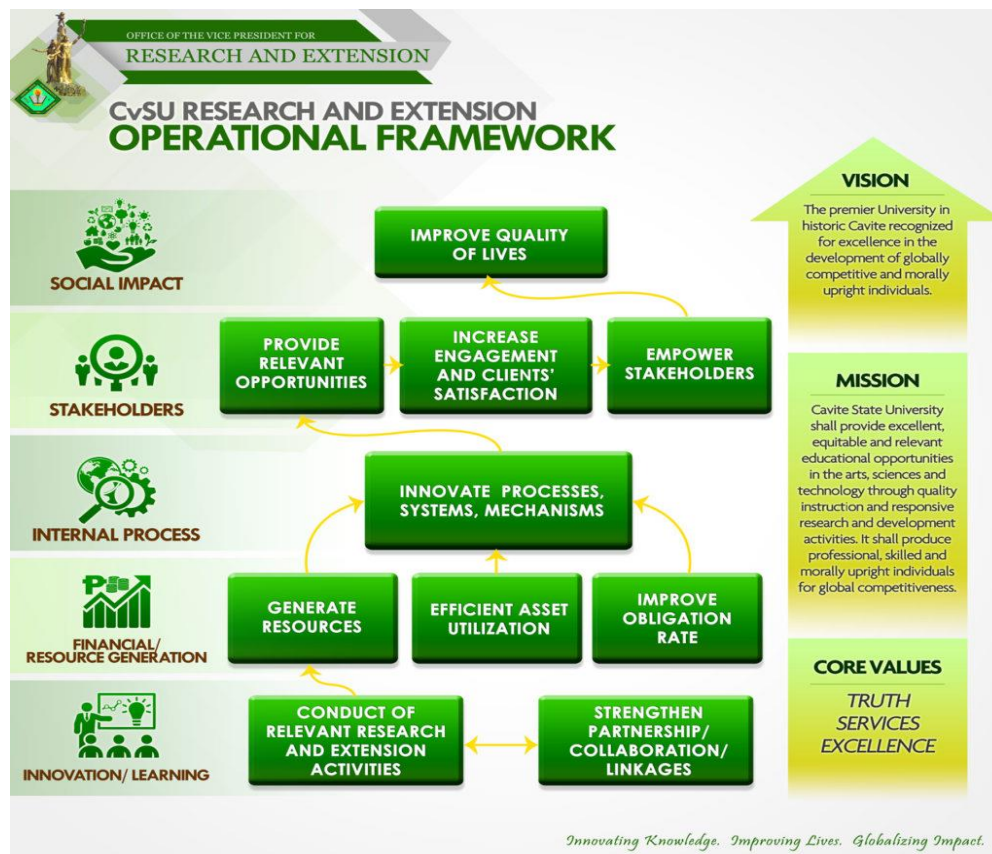 OFFICE OF THE VICE PRESIDENT FOR
RESEARCH AND EXTENSION
CvSU RESEARCH AND EXTENSION
OPERATIONAL FRAMEWORK
SOCIAL IMPACT
IMPROVE QUALITY
OF LIVES
STAKEHOLDERS
PROVIDE
RELEVANT
OPPORTUNITIES
INCREASE
ENGAGEMENT
AND CLIENTS'
SATISFACTION
EMPOWER
STAKEHOLDERS
INTERNAL PROCESS
INNOVATE PROCESSES,
SYSTEMS, MECHANISMS
FINANCIAL/
RESOURCE GENERATION
GENERATE
RESOURCES
EFFICIENT ASSET
UTILIZATION
IMPROVE
OBLIGATION
RATE
INNOVATION/ LEARNING
CONDUCT OF
RELEVANT RESEARCH
AND EXTENSION
ACTIVITIES
STRENGTHEN
PARTNERSHIP/
COLLABORATION/
LINKAGES
VISION
The premier University in
historic Cavite recognized
for excellence in the
development of globally
competitive and morally
upright individuals.
MISSION
Cavite State University
shall provide excellent,
equitable and relevant
educational opportunities
in the arts, sciences and
technology through quality
instruction and responsive
research and development
activities. It shall produce
professional, skilled and
morally upright individuals
for global competitiveness.
CORE VALUES
TRUTH
SERVICES
EXCELLENCE
Innovating Knowledge. Improving Lives. Globalizing Impact.